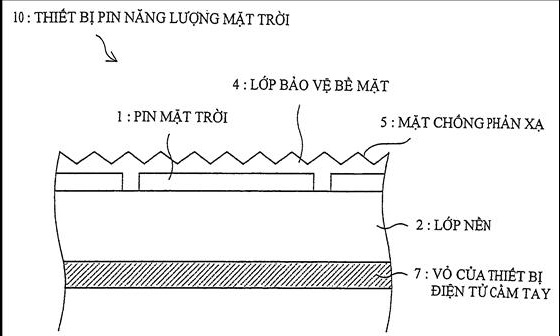 10 : THIẾT BỊ PIN NĂNG LƯỢNG MẶT TRỜI
4 : LỚP BẢO VỆ BỀ MẶT
1 : PIN MẶT TRỜI
5 : MẶT CHỐNG PHẢN XẠ
2 : LỚP NỀN
7 : VỎ CỦA THIẾT BỊ
ĐIỆN TỬ CẦM TAY